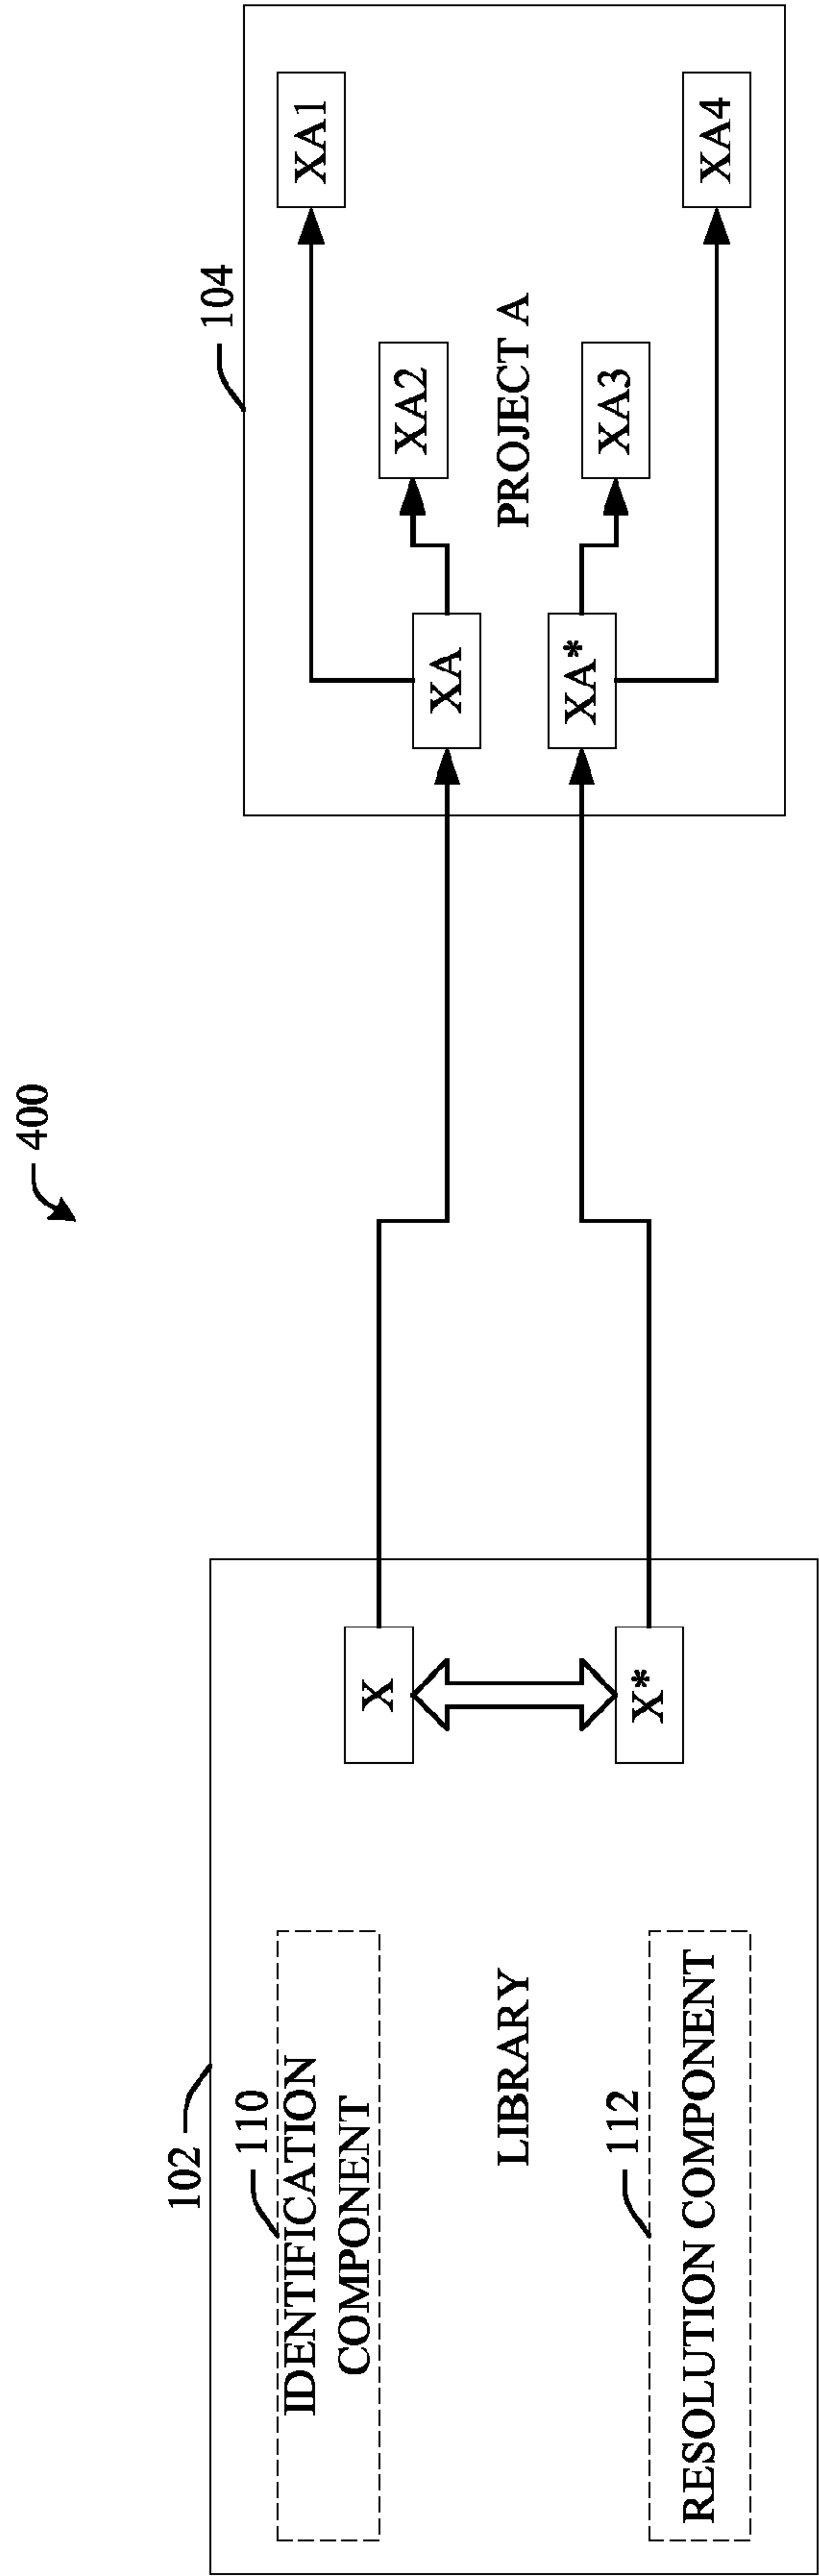 400
102
110
IDENTIFICATION
COMPONENT
LIBRARY
112
RESOLUTION COMPONENT
X
X*
104
XA
XA*
XA2
XA3
PROJECT A
XA1
XA4